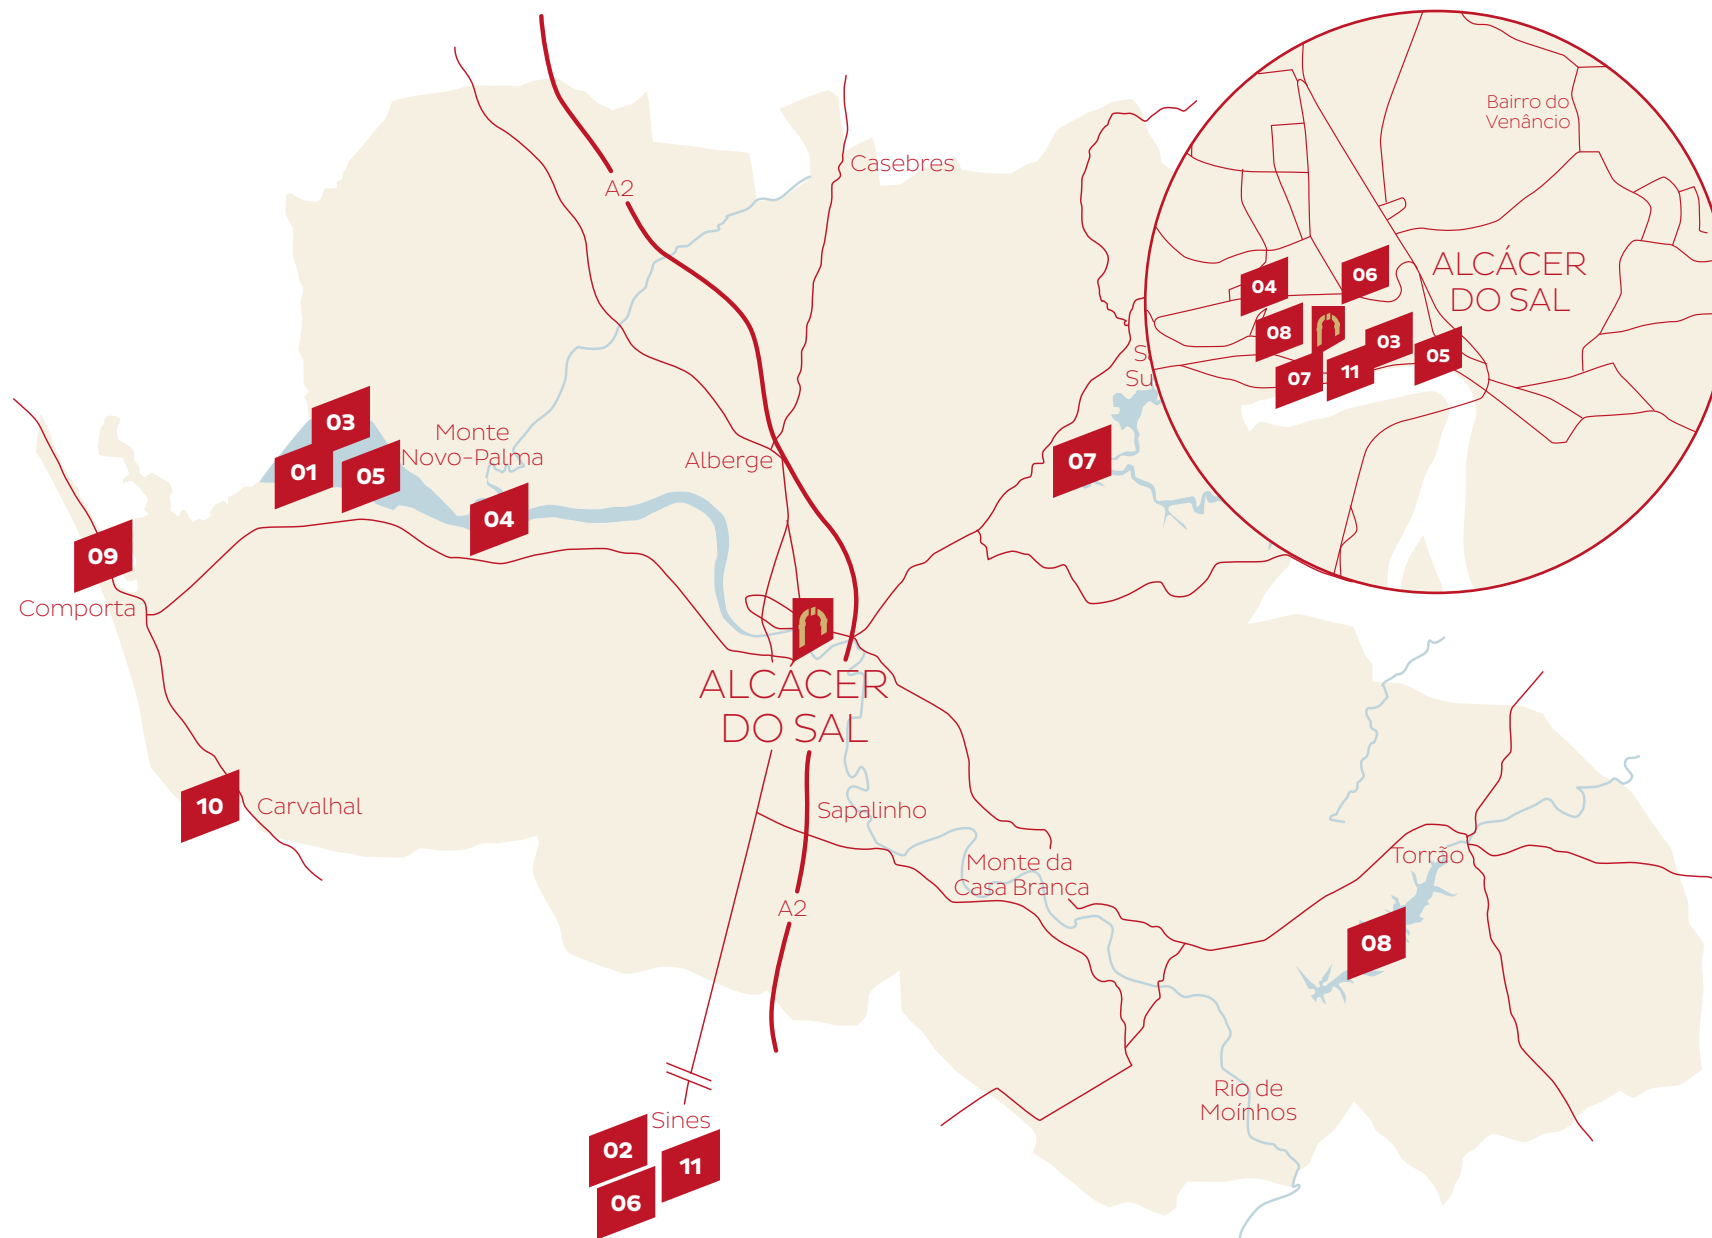 Bairro do
Venâncio
Casebres
A2
ALCÁCER
DO SAL
06
04
08
03
05
11
07
S
Su
03
Monte
Novo-Palma
Alberge
07
01
05
04
09
Comporta
ALCÁCER
DO SAL
10
Carvalhal
Sapalinho
Monte da
Casa Branca
Torrão
A2
08
Rio de
Moínhos
Sines
02
11
06